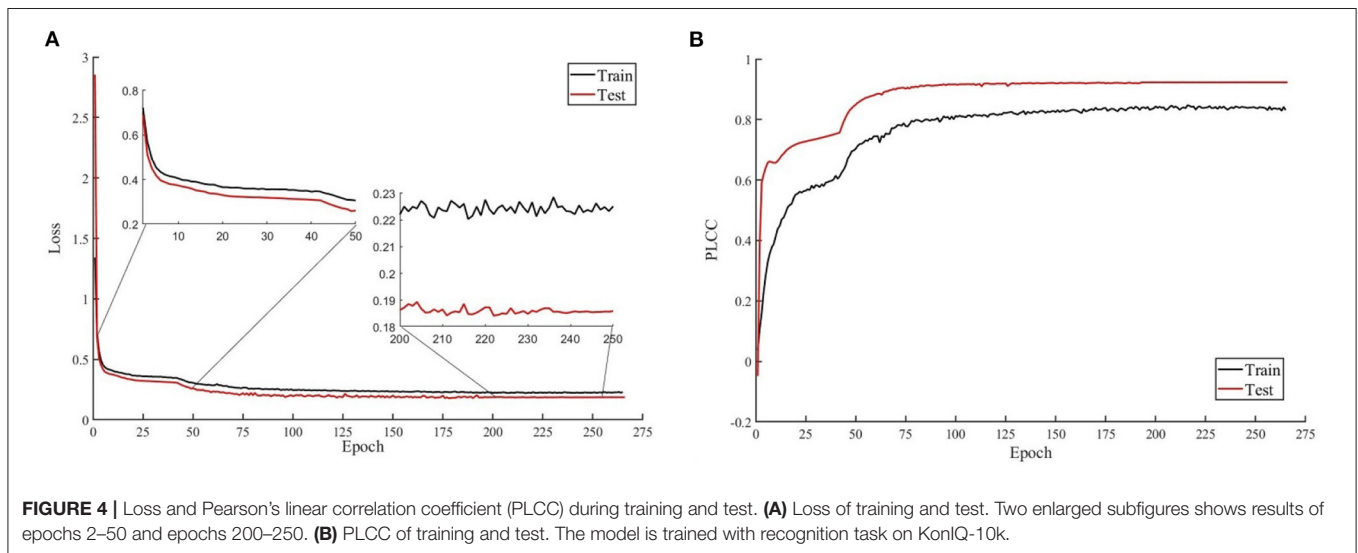 A
B
3
2.5
2
1.5
1
0.5
0
Loss
0 25 50 75 100 125 150 175 200 225 250 275
Epoch
Train
Test
0.8
0.6
0.4
0.2
10 20 30 40 50
0.23
0.22
0.21
0.2
0.19
0.18
200 210 220 230 240 250
1
0.8
0.6
0.4
0.2
0
-0.2
PLCC
0 25 50 75 100 125 150 175 200 225 250 275
Epoch
Train
Test
FIGURE 4 | Loss and Pearson's linear correlation coefficient (PLCC) during training and test. (A) Loss of training and test. Two enlarged subfigures shows results of
epochs 2–50 and epochs 200–250. (B) PLCC of training and test. The model is trained with recognition task on KonIQ-10k.